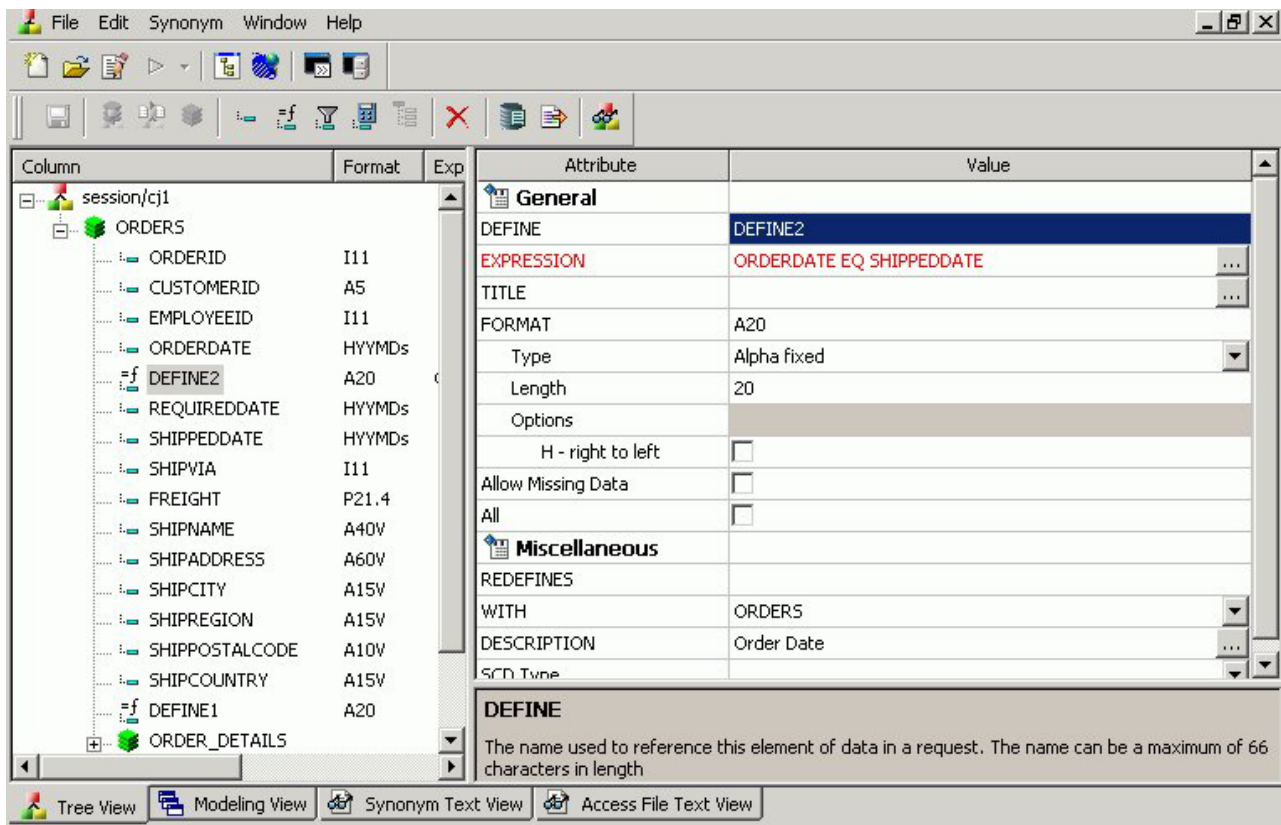 File Edit Synonym Window Help
Column Format Exp
session/cj1
ORDERS
ORDERID I11
CUSTOMERID A5
EMPLOYEEID I11
ORDERDATE HYYMDs
DEFINE2 A20
REQUIREDDATE HYYMDs
SHIPPEDDATE HYYMDs
SHIPVIA I11
FREIGHT P21.4
SHIPNAME A40V
SHIPADDRESS A60V
SHIPCITY A15V
SHIPREGION A15V
SHIPPOSTALCODE A10V
SHIPCOUNTRY A15V
DEFINE1 A20
ORDER_DETAILS
Attribute Value
General
DEFINE DEFINE2
EXPRESSION ORDERDATE EQ SHIPPEDDATE ...
TITLE ...
FORMAT A20
Type Alpha fixed
Length 20
Options
H - right to left
Allow Missing Data
All
Miscellaneous
REDEFINES
WITH ORDERS
DESCRIPTION Order Date ...
SCD Type
DEFINE
The name used to reference this element of data in a request. The name can be a maximum of 66
characters in length
Tree View Modeling View Synonym Text View Access File Text View